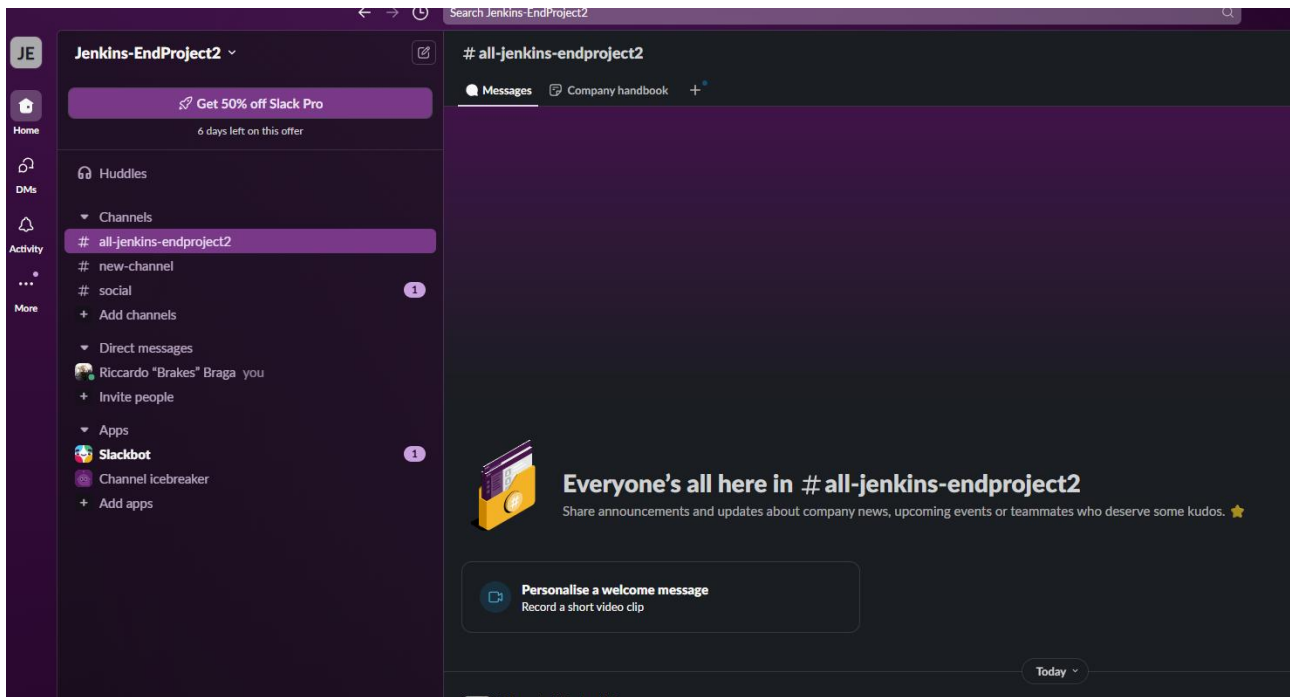 Search Jenkins-EndProject2
JE
Home
DMs
Activity
More
Jenkins-EndProject2
Get 50% off Slack Pro
6 days left on this offer
Huddles
Channels
# all-jenkins-endproject2
# new-channel
# social 1
+ Add channels
Direct messages
Riccardo “Brakes” Braga you
+ Invite people
Apps
Slackbot 1
Channel icebreaker
+ Add apps
# all-jenkins-endproject2
Messages Company handbook +
Everyone’s all here in # all-jenkins-endproject2
Share announcements and updates about company news, upcoming events or teammates who deserve some kudos.
Personalise a welcome message
Record a short video clip
Today